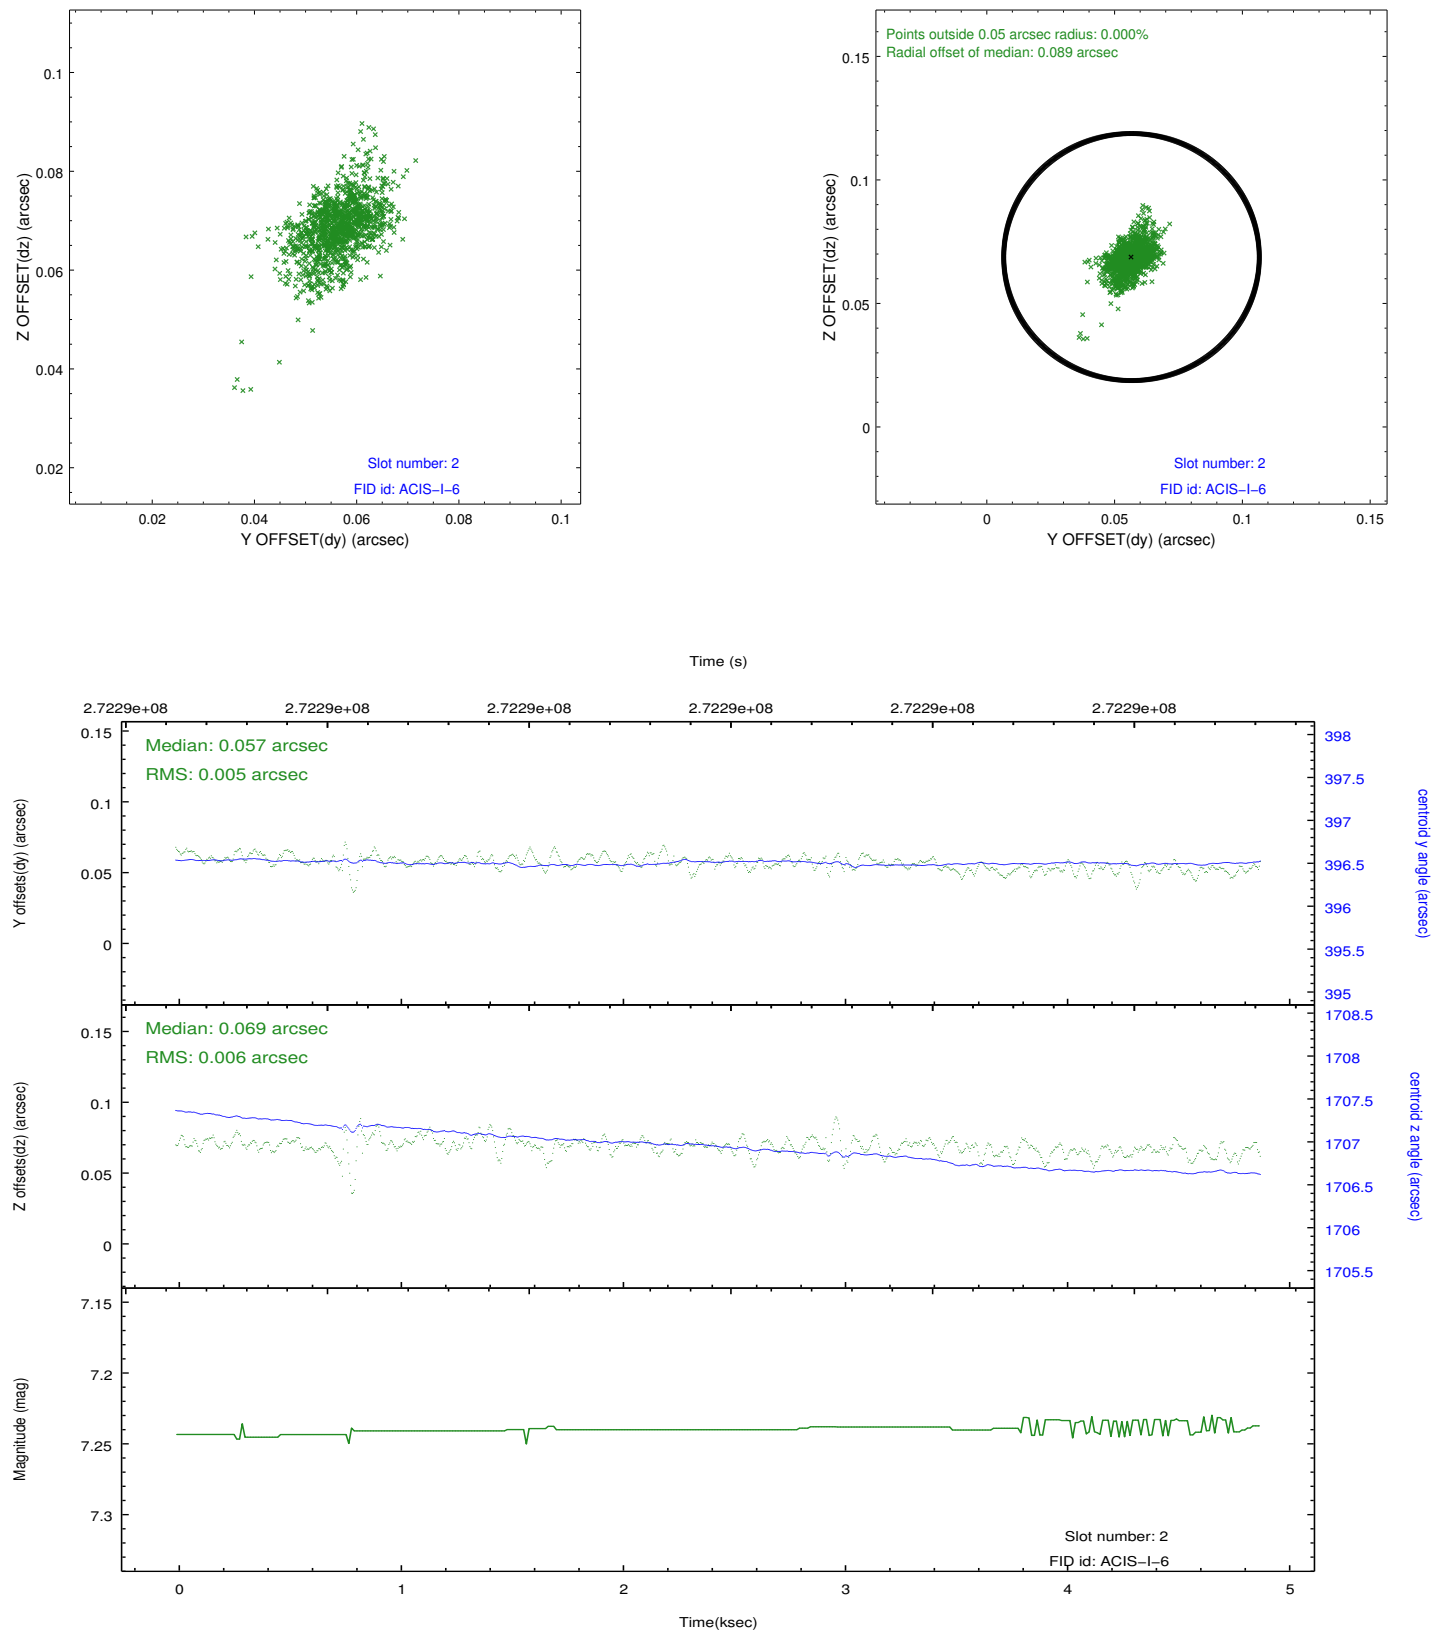 0.1
0.08
0.06
0.04
0.02
Z OFFSET(dz) (arcsec)
Slot number: 2
FID id: ACIS−I−6
0.02 0.04 0.06 0.08 0.1
Y OFFSET(dy) (arcsec)
Points outside 0.05 arcsec radius: 0.000%
Radial offset of median: 0.089 arcsec
0.15
0.1
0.05
0
Z OFFSET(dz) (arcsec)
Slot number: 2
FID id: ACIS−I−6
0 0.05 0.1 0.15
Y OFFSET(dy) (arcsec)
Time (s)
2.7229e+08 2.7229e+08 2.7229e+08 2.7229e+08 2.7229e+08 2.7229e+08
Median: 0.057 arcsec
RMS: 0.005 arcsec
0.15
0.1
0.05
0
Y offsets(dy) (arcsec)
398
397.5
397
396.5
396
395.5
395
centroid y angle (arcsec)
Median: 0.069 arcsec
RMS: 0.006 arcsec
0.15
0.1
0.05
0
Z offsets(dz) (arcsec)
1708.5
1708
1707.5
1707
1706.5
1706
1705.5
centroid z angle (arcsec)
7.15
7.2
7.25
7.3
Magnitude (mag)
Slot number: 2
FID id: ACIS−I−6
0 1 2 3 4 5
Time(ksec)